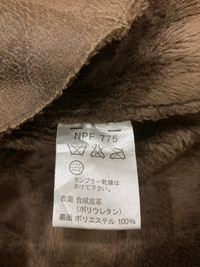 NPF 775
タンブラー乾燥は
さけて下さい。
表面 合成皮革
(ポリウレタン)
裏面 ポリエステル 100%